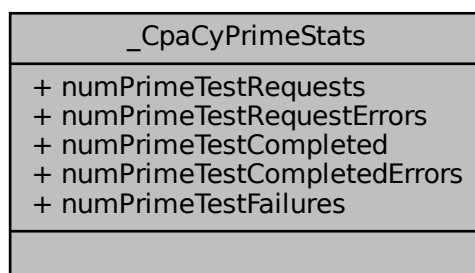 _CpaCyPrimeStats
+ numPrimeTestRequests
+ numPrimeTestRequestErrors
+ numPrimeTestCompleted
+ numPrimeTestCompletedErrors
+ numPrimeTestFailures